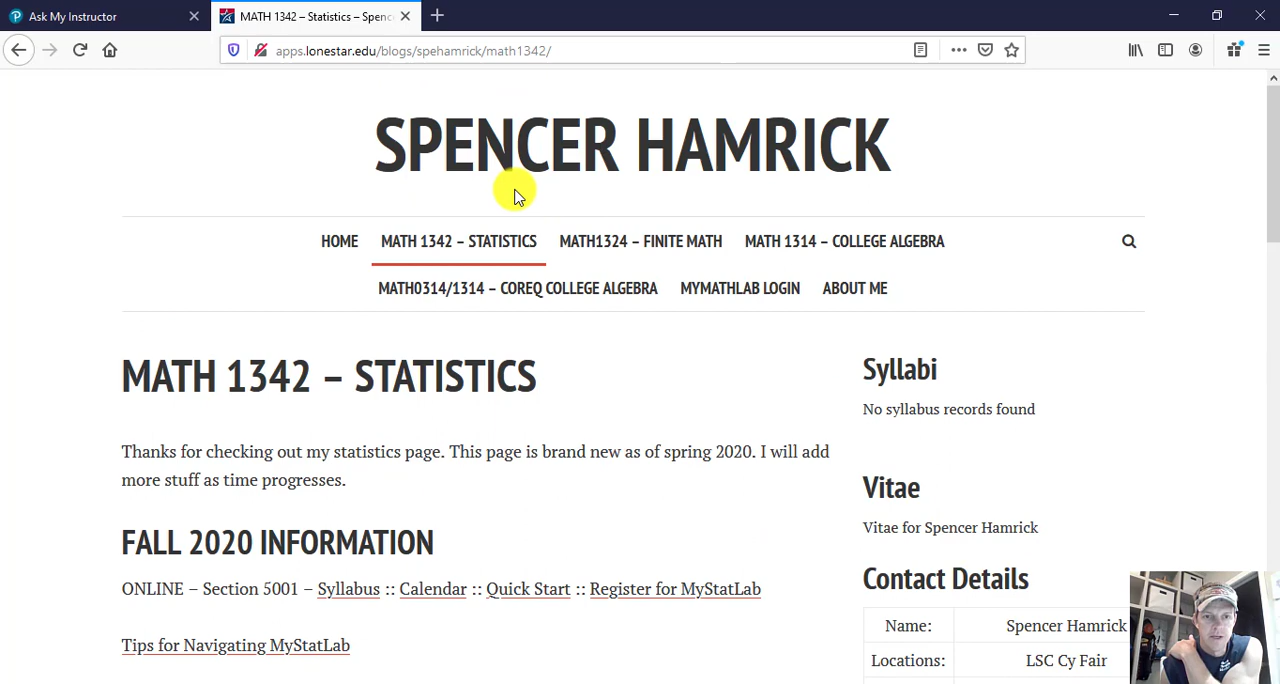 Ask My Instructor
MATH 1342 – Statistics – Spenc
apps.lonestar.edu/blogs/spehamrick/math1342/
SPENCER HAMRICK
HOME MATH 1342 – STATISTICS MATH1324 – FINITE MATH MATH 1314 – COLLEGE ALGEBRA
MATH0314/1314 – COREQ COLLEGE ALGEBRA MYMATHLAB LOGIN ABOUT ME
MATH 1342 – STATISTICS
Thanks for checking out my statistics page. This page is brand new as of spring 2020. I will add
more stuff as time progresses.
FALL 2020 INFORMATION
ONLINE – Section 5001 – Syllabus :: Calendar :: Quick Start :: Register for MyStatLab
Tips for Navigating MyStatLab
Syllabi
No syllabus records found
Vitae
Vitae for Spencer Hamrick
Contact Details
Name: Spencer Hamrick
Locations: LSC Cy Fair